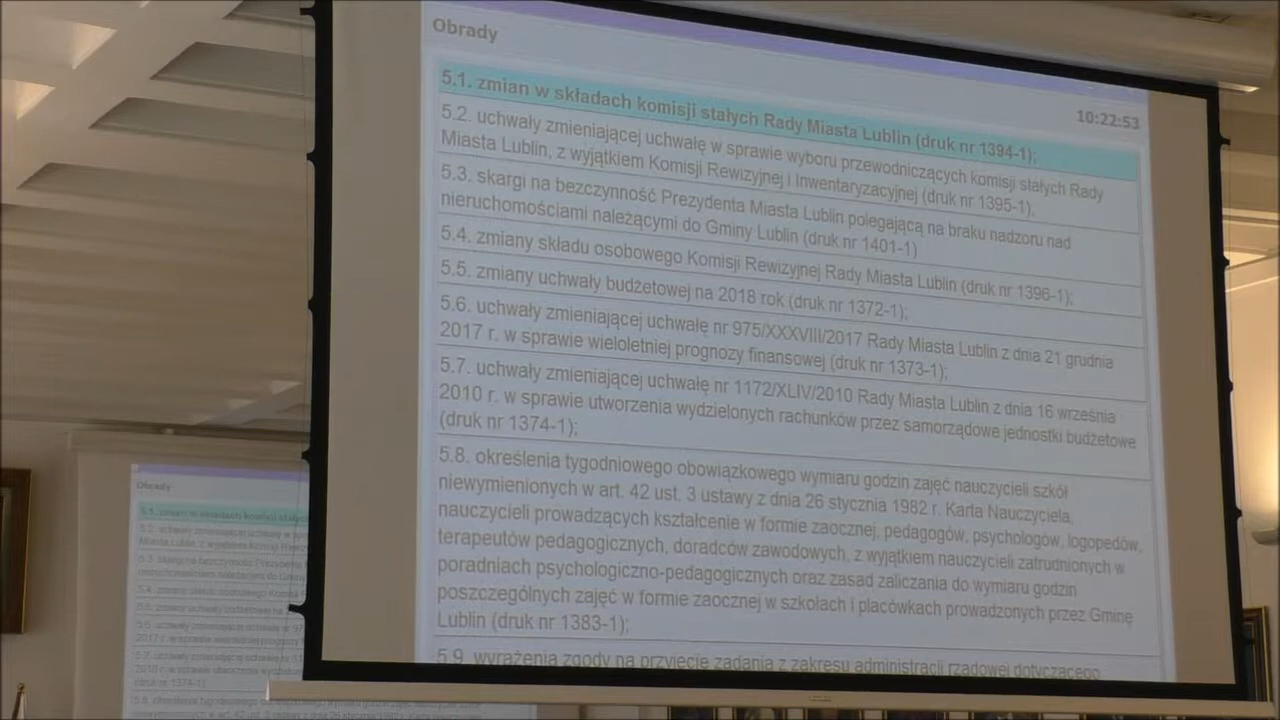 Obrady
10:22:53
5.1. zmian w składach komisji stałych Rady Miasta Lublin (druk nr 1394-1);
5.2. uchwały zmieniającej uchwałę w sprawie wyboru przewodniczących komisji stałych Rady
Miasta Lublin, z wyjątkiem Komisji Rewizyjnej i Inwentaryzacyjnej (druk nr 1395-1),
5.3. skargi na bezczynność Prezydenta Miasta Lublin polegającą na braku nadzoru nad
nieruchomościami należącymi do Gminy Lublin (druk nr 1401-1)
5.4. zmiany składu osobowego Komisji Rewizyjnej Rady Miasta Lublin (druk nr 1396-1);
5.5. zmiany uchwały budżetowej na 2018 rok (druk nr 1372-1);
5.6. uchwały zmieniającej uchwałę nr 975/XXXVIII/2017 Rady Miasta Lublin z dnia 21 grudnia
2017 r. w sprawie wieloletniej prognozy finansowej (druk nr 1373-1);
5.7. uchwały zmieniającej uchwałę nr 1172/XLIV/2010 Rady Miasta Lublin z dnia 16 września
2010 r. w sprawie utworzenia wydzielonych rachunków przez samorządowe jednostki budżetowe
(druk nr 1374-1);
5.8. określenia tygodniowego obowiązkowego wymiaru godzin zajęć nauczycieli szkół
niewymienionych w art. 42 ust. 3 ustawy z dnia 26 stycznia 1982 r. Karta Nauczyciela,
nauczycieli prowadzących kształcenie w formie zaocznej, pedagogów, psychologów, logopedów,
terapeutów pedagogicznych, doradców zawodowych, z wyjątkiem nauczycieli zatrudnionych w
poradniach psychologiczno-pedagogicznych oraz zasad zaliczania do wymiaru godzin
poszczególnych zajęć w formie zaocznej w szkołach i placówkach prowadzonych przez Gminę
Lublin (druk nr 1383-1);
5.9. wyrażenia zgody na przyjęcie zadania z zakresu administracji rządowej dotyczącego
Obrady
5.1. zmian w składach komisji stałych